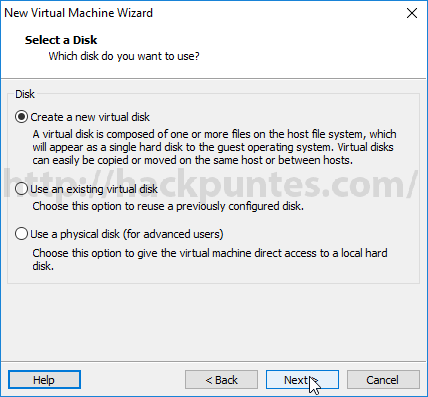 New Virtual Machine Wizard
Select a Disk
Which disk do you want to use?
Disk
Create a new virtual disk
A virtual disk is composed of one or more files on the host file system, which
will appear as a single hard disk to the guest operating system. Virtual disks
can easily be copied or moved on the same host or between hosts.
http://hackpuntes.com/
Use an existing virtual disk
Choose this option to reuse a previously configured disk.
Use a physical disk (for advanced users)
Choose this option to give the virtual machine direct access to a local hard
disk.
Help
< Back
Next >
Cancel